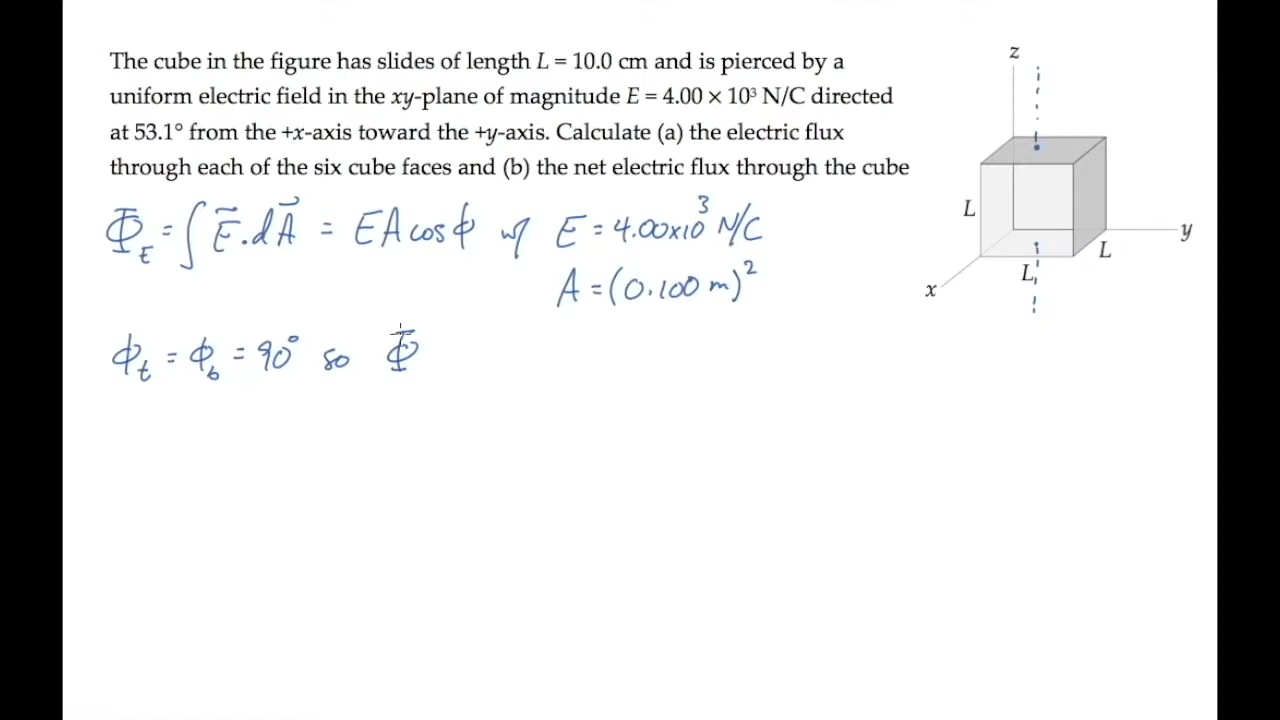 The cube in the figure has slides of length L = 10.0 cm and is pierced by a
uniform electric field in the xy-plane of magnitude E = 4.00 × 10³ N/C directed
at 53.1° from the +x-axis toward the +y-axis. Calculate (a) the electric flux
through each of the six cube faces and (b) the net electric flux through the cube
Φ_E = ∫ E⃗ · dA⃗ = EA cos ϕ w/ E = 4.00x10³ N/C
A = (0.100 m)²
ϕ_t = ϕ_b = 90° so Φ
z
L
y
L
L
x